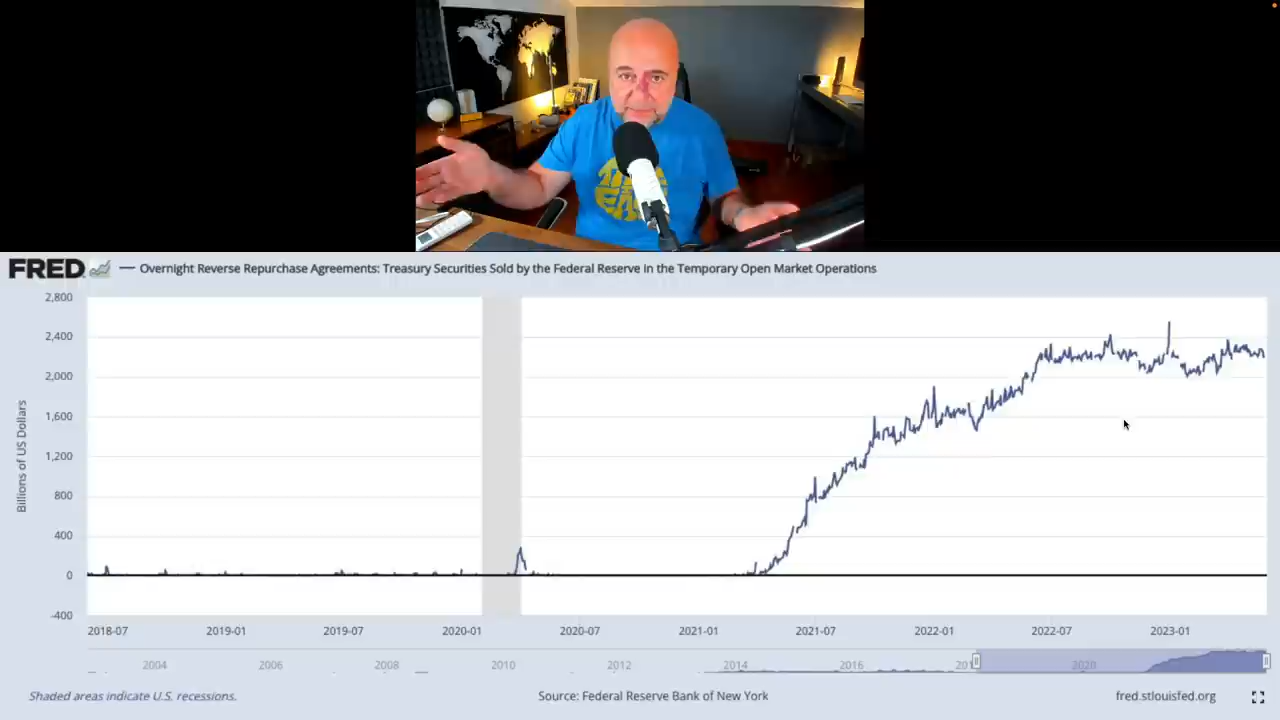 FRED — Overnight Reverse Repurchase Agreements: Treasury Securities Sold by the Federal Reserve in the Temporary Open Market Operations
Billions of US Dollars
2,800
2,400
2,000
1,600
1,200
800
400
0
-400
2018-07 2019-01 2019-07 2020-01 2020-07 2021-01 2021-07 2022-01 2022-07 2023-01
2004 2006 2008 2010 2012 2014 2016 2020
Shaded areas indicate U.S. recessions. Source: Federal Reserve Bank of New York fred.stlouisfed.org